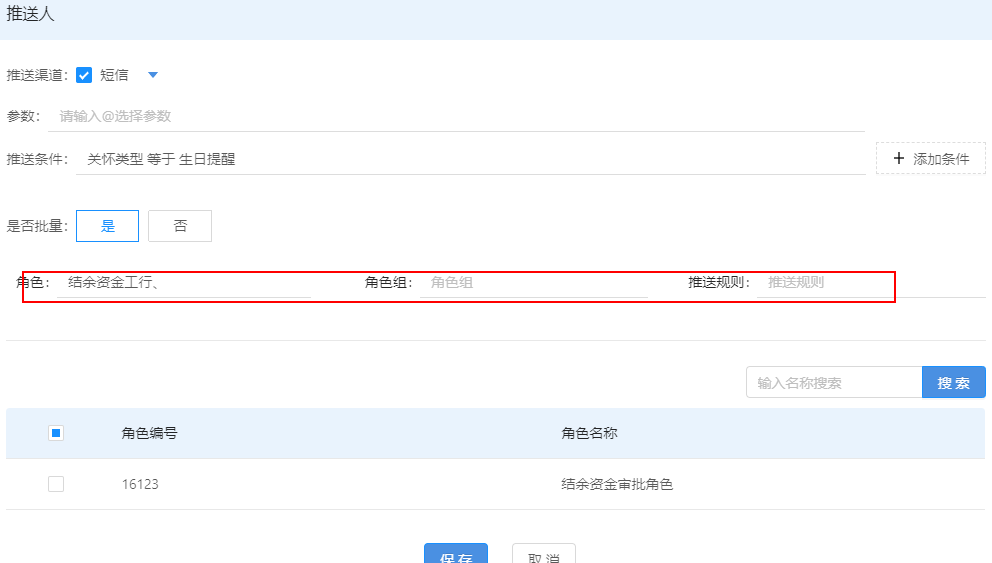 推送人
推送渠道: 短信
参数: 请输入@选择参数
推送条件: 关怀类型 等于 生日提醒 + 添加条件
是否批量: 是 否
角色: 结余资金工行、 角色组: 角色组 推送规则: 推送规则
输入名称搜索 搜 索
角色编号 角色名称
16123 结余资金审批角色
保 存 取 消